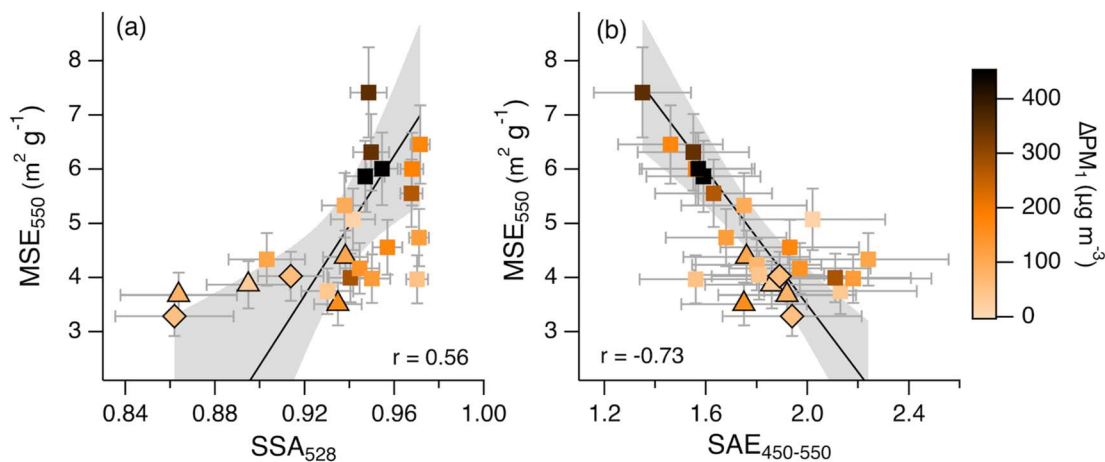 (a)
8
7
6
5
4
3
MSE₅₅₀ (m² g⁻¹)
0.84 0.88 0.92 0.96 1.00
SSA₅₂₈
r = 0.56
(b)
8
7
6
5
4
3
MSE₅₅₀ (m² g⁻¹)
1.2 1.6 2.0 2.4
SAE₄₅₀₋₅₅₀
r = -0.73
400
300
200
100
0
ΔPM₁ (µg m⁻³)